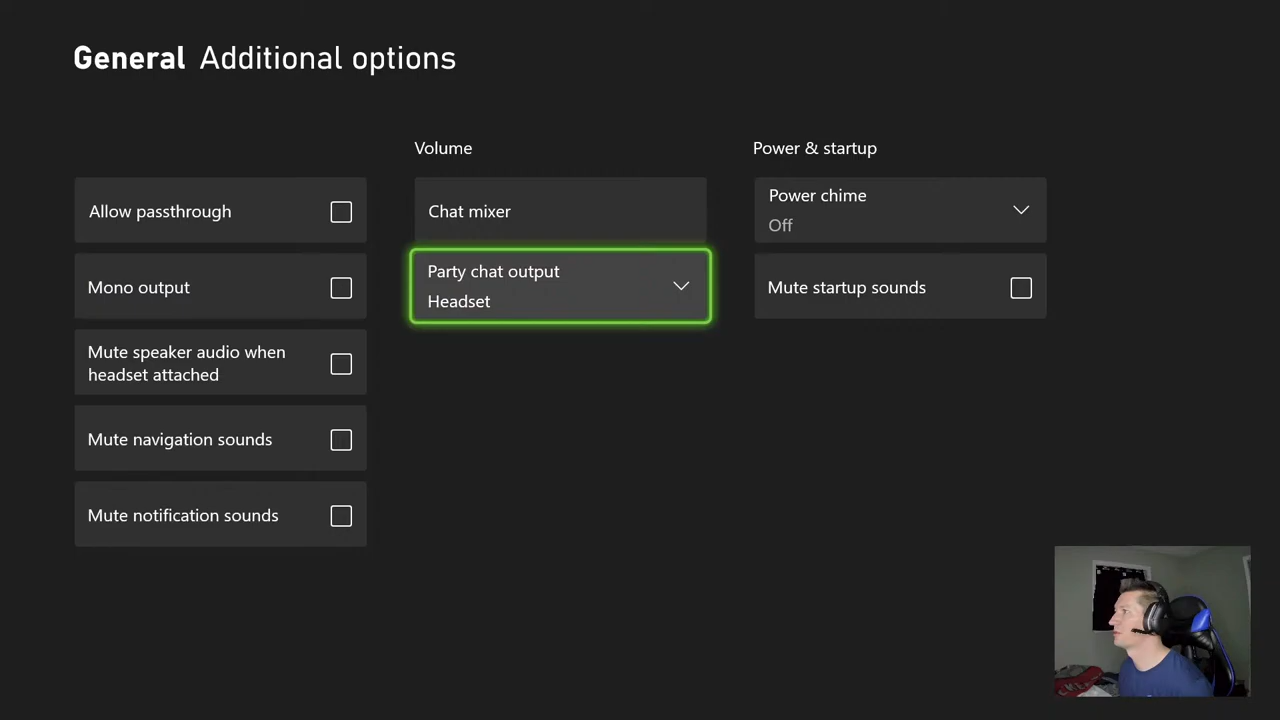 General Additional options
Allow passthrough
Mono output
Mute speaker audio when
headset attached
Mute navigation sounds
Mute notification sounds
Volume
Chat mixer
Party chat output
Headset
Power & startup
Power chime
Off
Mute startup sounds